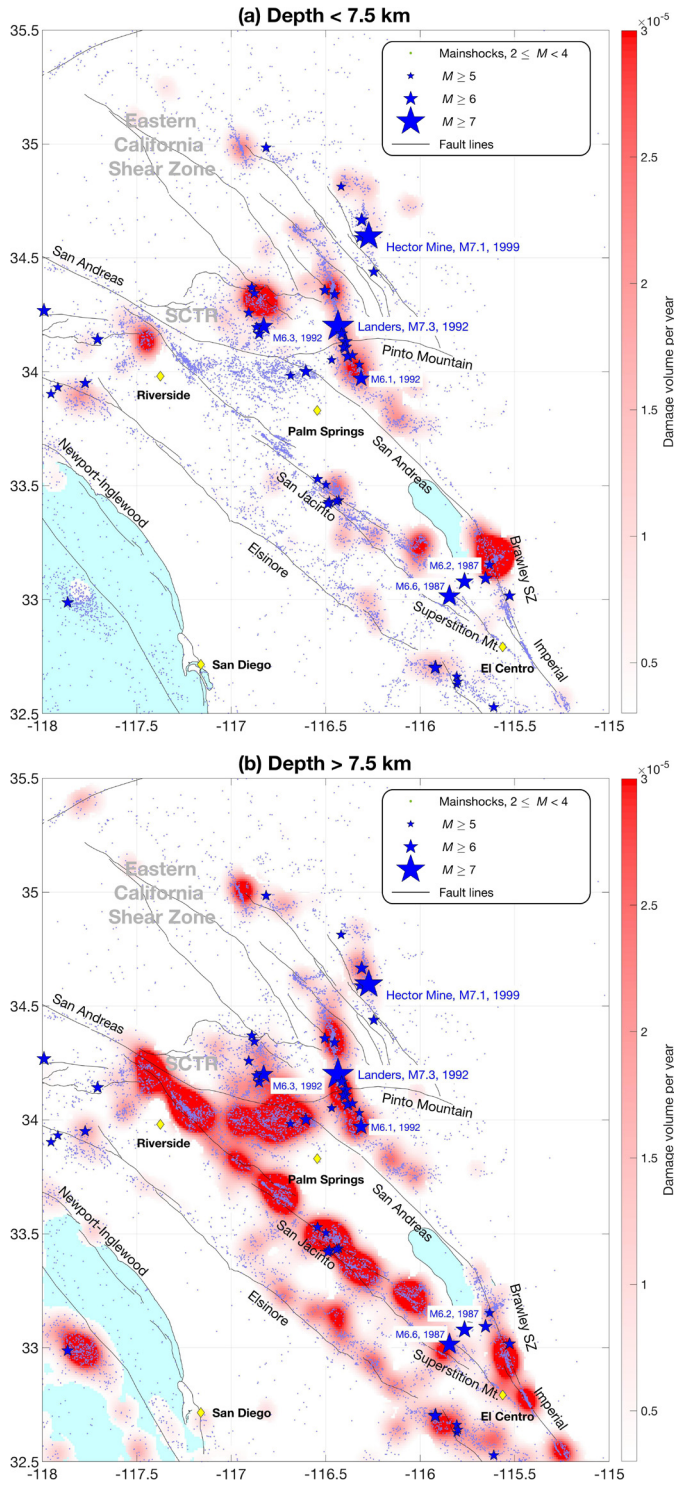 (a) Depth < 7.5 km
35.5
35
34.5
34
33.5
33
32.5
-118
-117.5
-117
-116.5
-116
-115.5
-115
Mainshocks, 2 ≤ M < 4
M ≥ 5
M ≥ 6
M ≥ 7
Fault lines
Eastern
California
Shear Zone
Hector Mine, M7.1, 1999
San Andreas
SCTR
Landers, M7.3, 1992
M6.3, 1992
Pinto Mountain
M6.1, 1992
Riverside
Palm Springs
San Andreas
Newport-Inglewood
San Jacinto
Elsinore
Brawley SZ
M6.2, 1987
M6.6, 1987
Superstition Mt.
Imperial
El Centro
San Diego
×10⁻⁵
3
2.5
2
1.5
1
0.5
Damage volume per year
(b) Depth > 7.5 km
35.5
35
34.5
34
33.5
33
32.5
-118
-117.5
-117
-116.5
-116
-115.5
-115
Mainshocks, 2 ≤ M < 4
M ≥ 5
M ≥ 6
M ≥ 7
Fault lines
Eastern
California
Shear Zone
Hector Mine, M7.1, 1999
San Andreas
SCTR
Landers, M7.3, 1992
M6.3, 1992
Pinto Mountain
M6.1, 1992
Riverside
Palm Springs
San Andreas
Newport-Inglewood
San Jacinto
Elsinore
Brawley SZ
M6.2, 1987
M6.6, 1987
Superstition Mt.
Imperial
El Centro
San Diego
×10⁻⁵
3
2.5
2
1.5
1
0.5
Damage volume per year